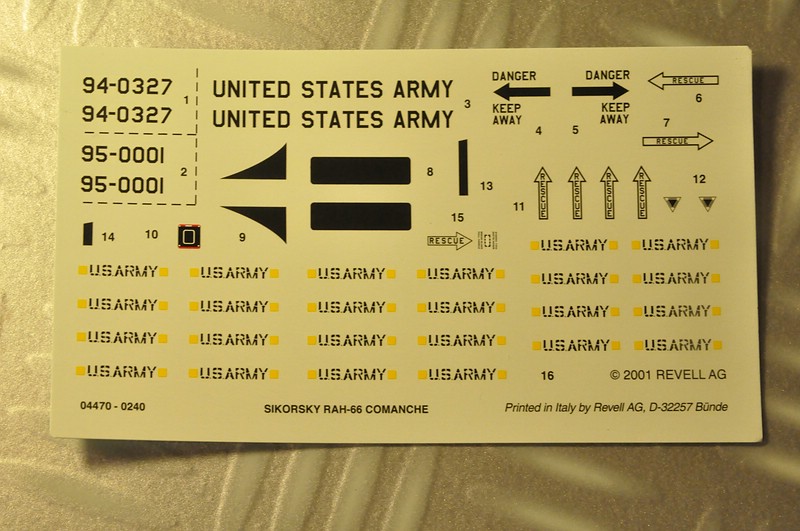 94-0327
94-0327
1
UNITED STATES ARMY
UNITED STATES ARMY
3
DANGER
KEEP
AWAY
4
DANGER
KEEP
AWAY
5
RESCUE
6
7
RESCUE
95-0001
95-0001
2
8
13
11
RESCUE
RESCUE
RESCUE
RESCUE
12
14
10
9
15
RESCUE
U.S.ARMY U.S.ARMY
U.S.ARMY U.S.ARMY U.S.ARMY U.S.ARMY
U.S.ARMY U.S.ARMY
U.S.ARMY U.S.ARMY U.S.ARMY U.S.ARMY
U.S.ARMY U.S.ARMY
U.S.ARMY U.S.ARMY U.S.ARMY U.S.ARMY
U.S.ARMY U.S.ARMY
U.S.ARMY U.S.ARMY U.S.ARMY U.S.ARMY
16
© 2001 REVELL AG
04470 - 0240
SIKORSKY RAH-66 COMANCHE
Printed in Italy by Revell AG, D-32257 Bünde